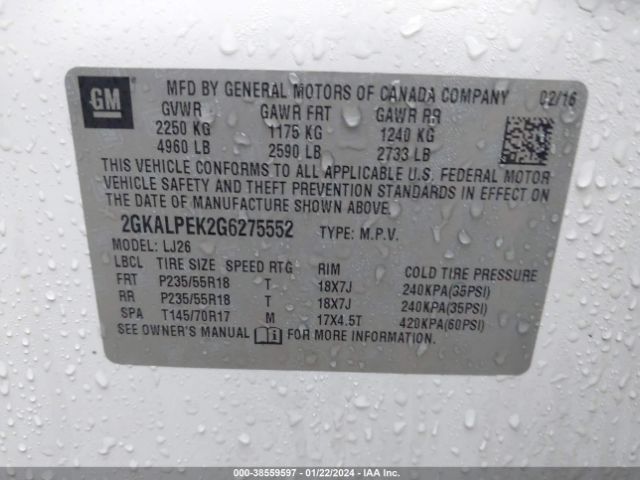 GM
MFD BY GENERAL MOTORS OF CANADA COMPANY 02/16
GVWR GAWR FRT GAWR RR
2250 KG 1175 KG 1240 KG
4960 LB 2590 LB 2733 LB
THIS VEHICLE CONFORMS TO ALL APPLICABLE U.S. FEDERAL MOTOR
VEHICLE SAFETY AND THEFT PREVENTION STANDARDS IN EFFECT ON
THE DATE OF MANUFACTURE SHOWN ABOVE.
2GKALPEK2G6275552 TYPE: M.P.V.
MODEL: LJ26
LBCL TIRE SIZE SPEED RTG RIM COLD TIRE PRESSURE
FRT P235/55R18 T 18X7J 240KPA(35PSI)
RR P235/55R18 T 18X7J 240KPA(35PSI)
SPA T145/70R17 M 17X4.5T 420KPA(60PSI)
SEE OWNER'S MANUAL FOR MORE INFORMATION.
000-38559597 - 01/22/2024 - IAA Inc.